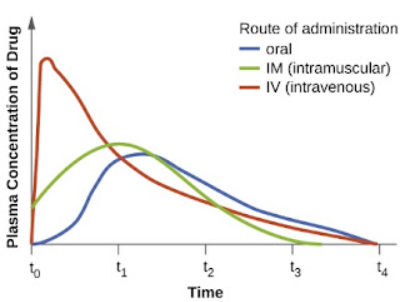 Plasma Concentration of Drug
Route of administration
oral
IM (intramuscular)
IV (intravenous)
t0 t1 t2 t3 t4
Time